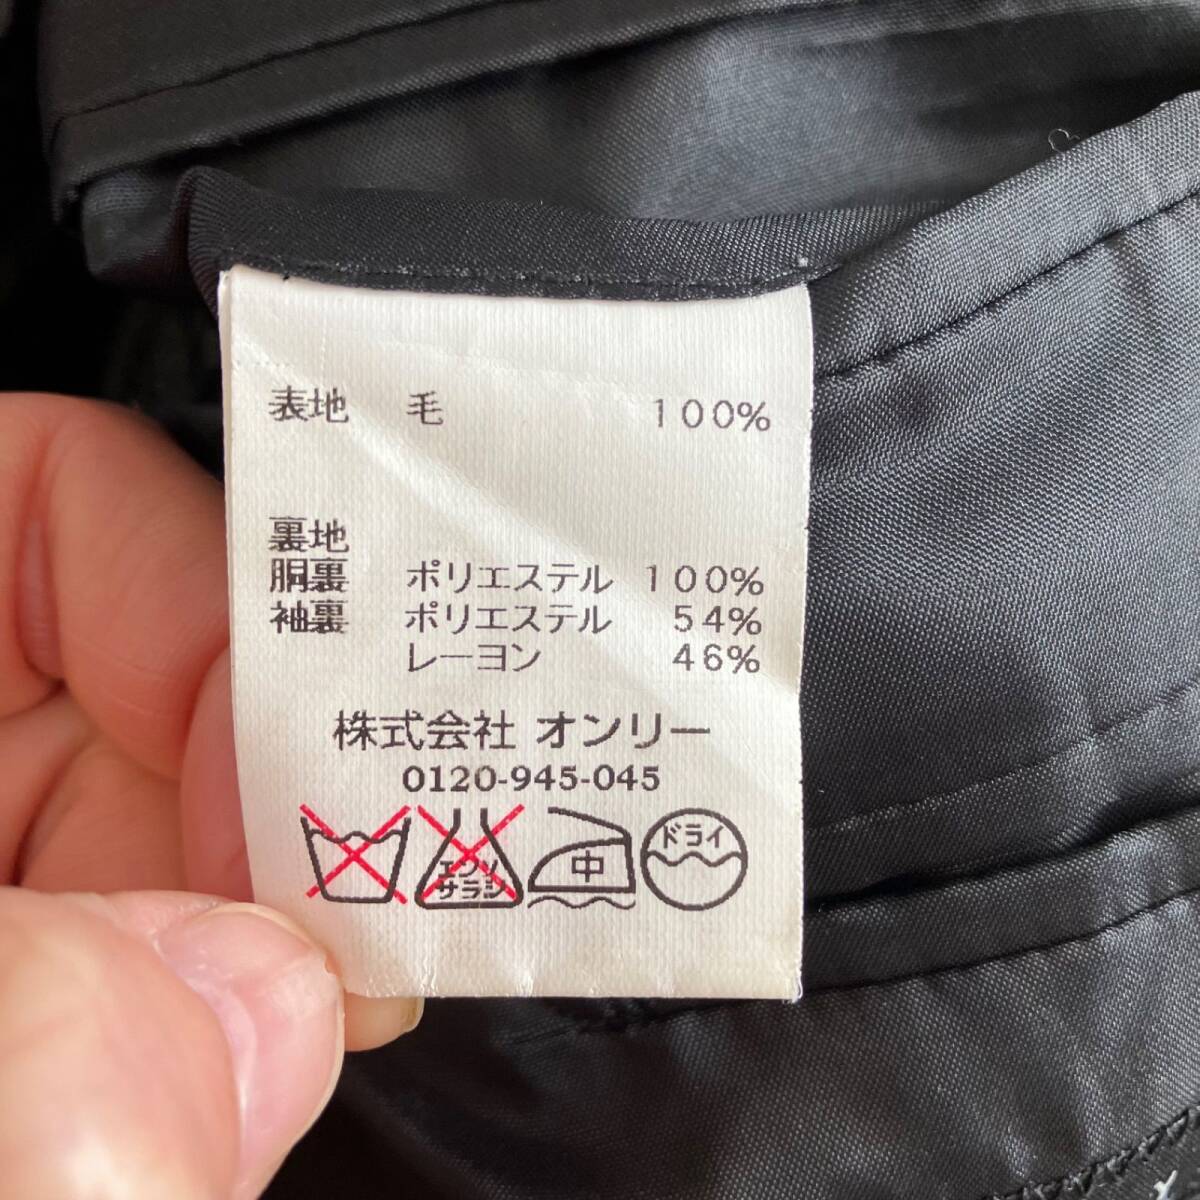 表地 毛 100%
裏地
胴裏 ポリエステル 100%
袖裏 ポリエステル 54%
レーヨン 46%
株式会社 オンリー
0120-945-045
エンソ サラシ 中 ドライ